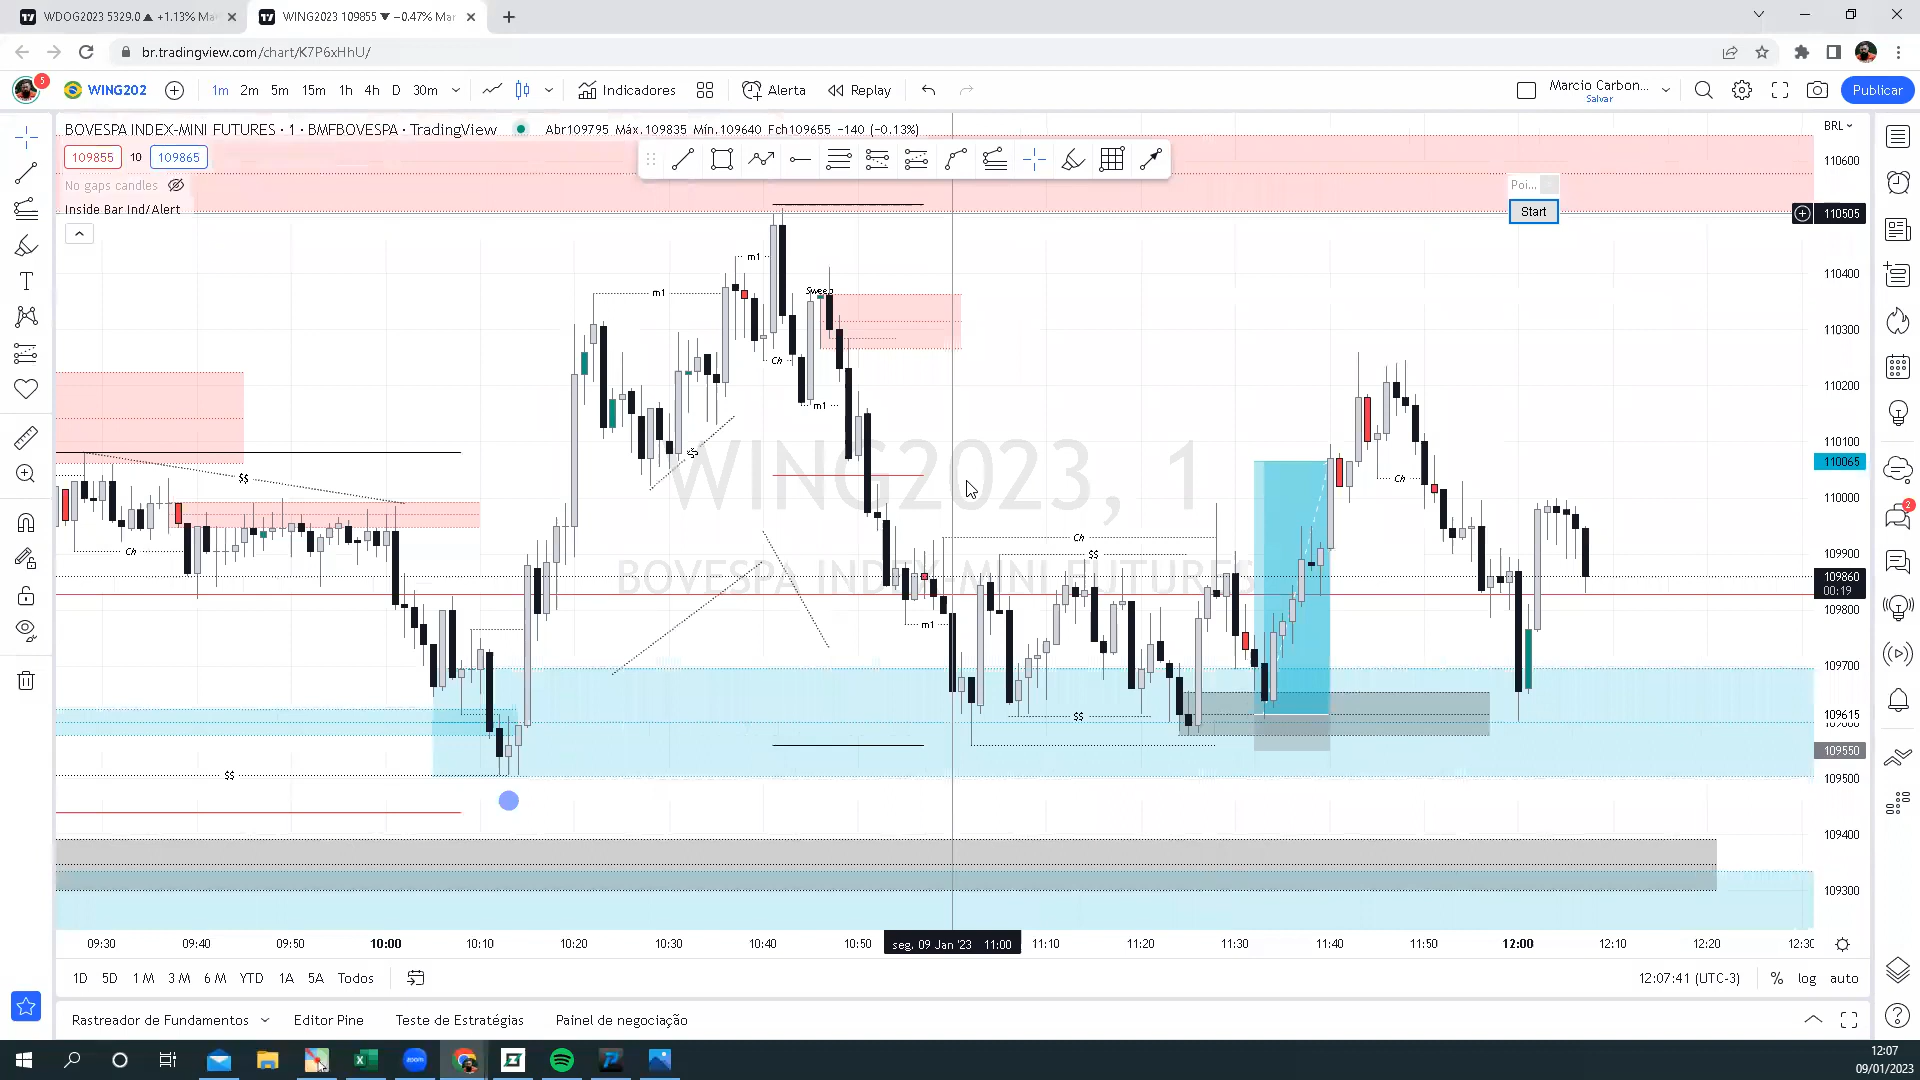 WDOG2023 5329.0 ▲ +1.13% Ma
WING2023 109855 ▼ −0.47% Mar
br.tradingview.com/chart/K7P6xHhU/
5
WING202
1m 2m 5m 15m 1h 4h D 30m
Indicadores
Alerta
Replay
Marcio Carbon...
Salvar
Publicar
BOVESPA INDEX-MINI FUTURES · 1 · BMFBOVESPA · TradingView
Abr109795 Máx.109835 Mín.109640 Fch109655 −140 (−0.13%)
BRL
109855 10 109865
No gaps candles
Inside Bar Ind/Alert
Poi...
Start
110600
110505
110400
110300
110200
110100
110065
110000
109900
109860
00:19
109800
109700
109615
109550
109500
109400
109300
m1
m1
Sweep
Ch
m1
$
$$
Ch
$$
m1
Ch
$$
$$
Ch
WING2023, 1
BOVESPA INDEX-MINI FUTURES
2
09:30 09:40 09:50 10:00 10:10 10:20 10:30 10:40 10:50 seg. 09 Jan '23 11:00 11:10 11:20 11:30 11:40 11:50 12:00 12:10 12:20 12:30
1D 5D 1 M 3 M 6 M YTD 1A 5A Todos
12:07:41 (UTC-3) % log auto
Rastreador de Fundamentos Editor Pine Teste de Estratégias Painel de negociação
zoom
12:07
09/01/2023